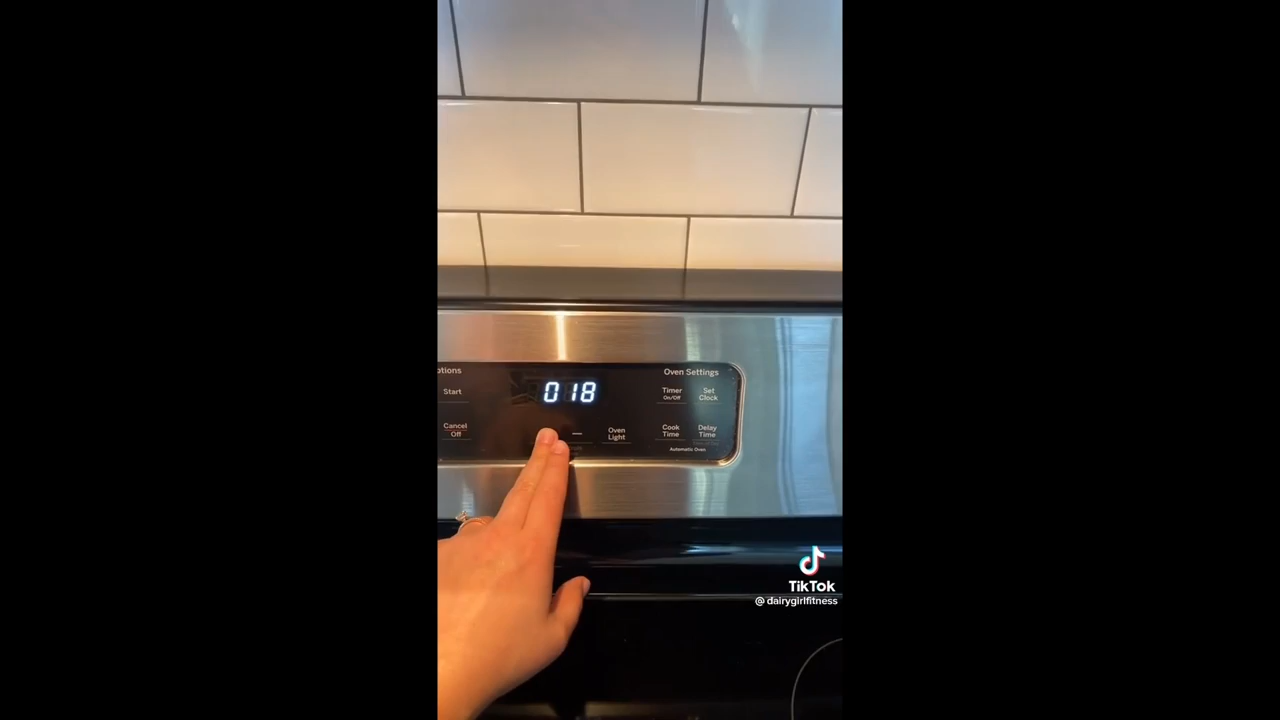 otions
Oven Settings
Start
018
Timer
On/Off
Set
Clock
Cancel
Off
Oven
Light
Cook
Time
Delay
Time
Automatic Oven
TikTok
@ dairygirlfitness